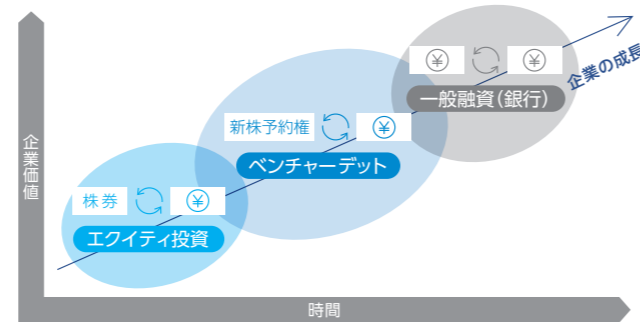 ¥ ¥
一般融資(銀行)
企業の成長
新株予約権 ¥
ベンチャーデット
株券 ¥
エクイティ投資
企業価値
時間